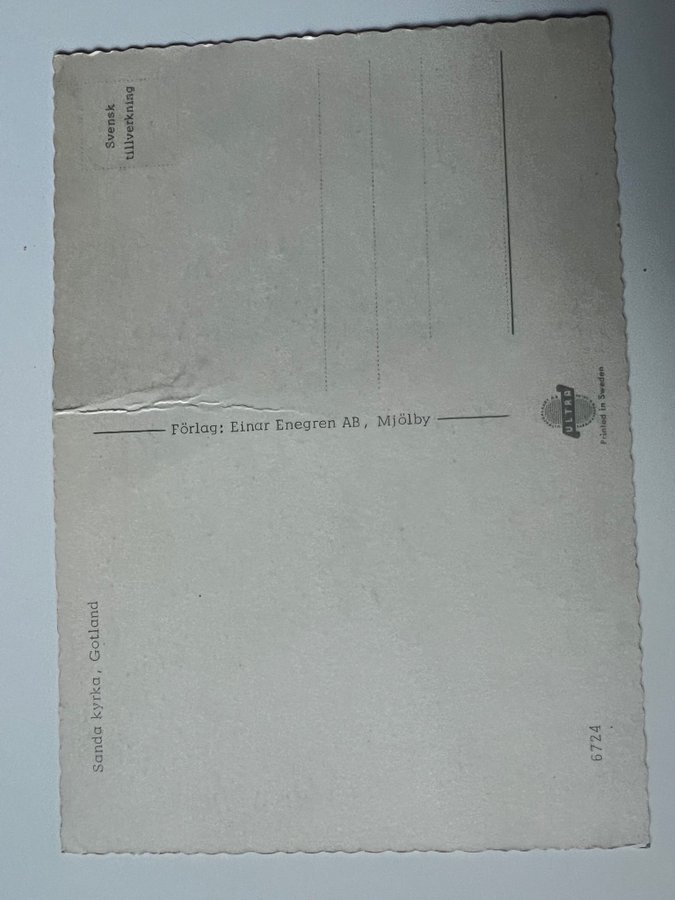 Sanda kyrka, Gotland
Svensk
tillverkning
Förlag: Einar Enegren AB, Mjölby
6724
ULTRA
Printed in Sweden